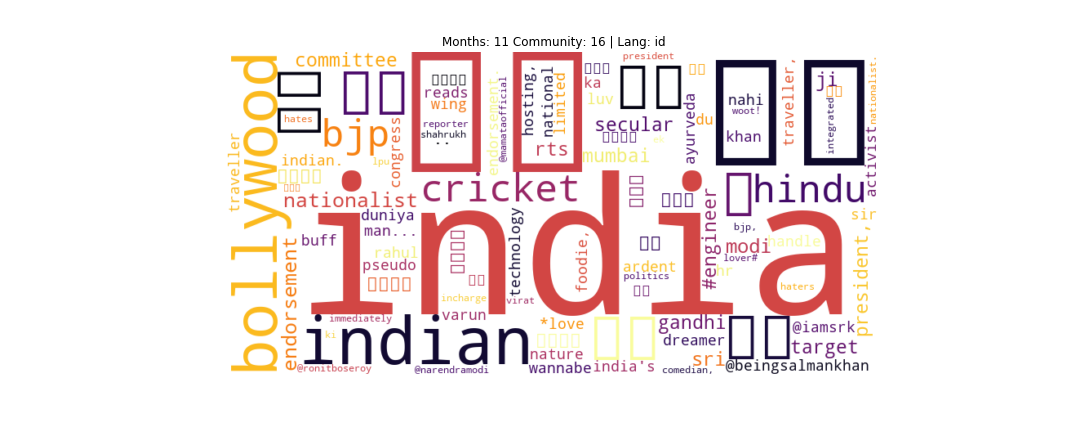 Months: 11 Community: 16 | Lang: id
committee
president
reads
wing
hosting,
national
limited
ka
luv
endorsement
@mamataofficial
reporter
shahrukh
..
rts
hates
bjp
congress
secular
mumbai
ayurveda
du
nahi
woot!
khan
traveller,
ji
integrated
nationalist.
activist
bollywood
traveller
indian.
lpu
nationalist
cricket
hindu
india
duniya
man...
buff
rahul
pseudo
technology
foodie,
ardent
politics
#engineer
hr
bjp,
modi
lover#
handle
haters
sir
president,
endorsement
incharge
virat
immediately
varun
ki
indian
*love
nature
wannabe
india's
gandhi
dreamer
sri
comedian,
@iamsrk
target
@beingsalmankhan
@ronitboseroy
@narendramodi